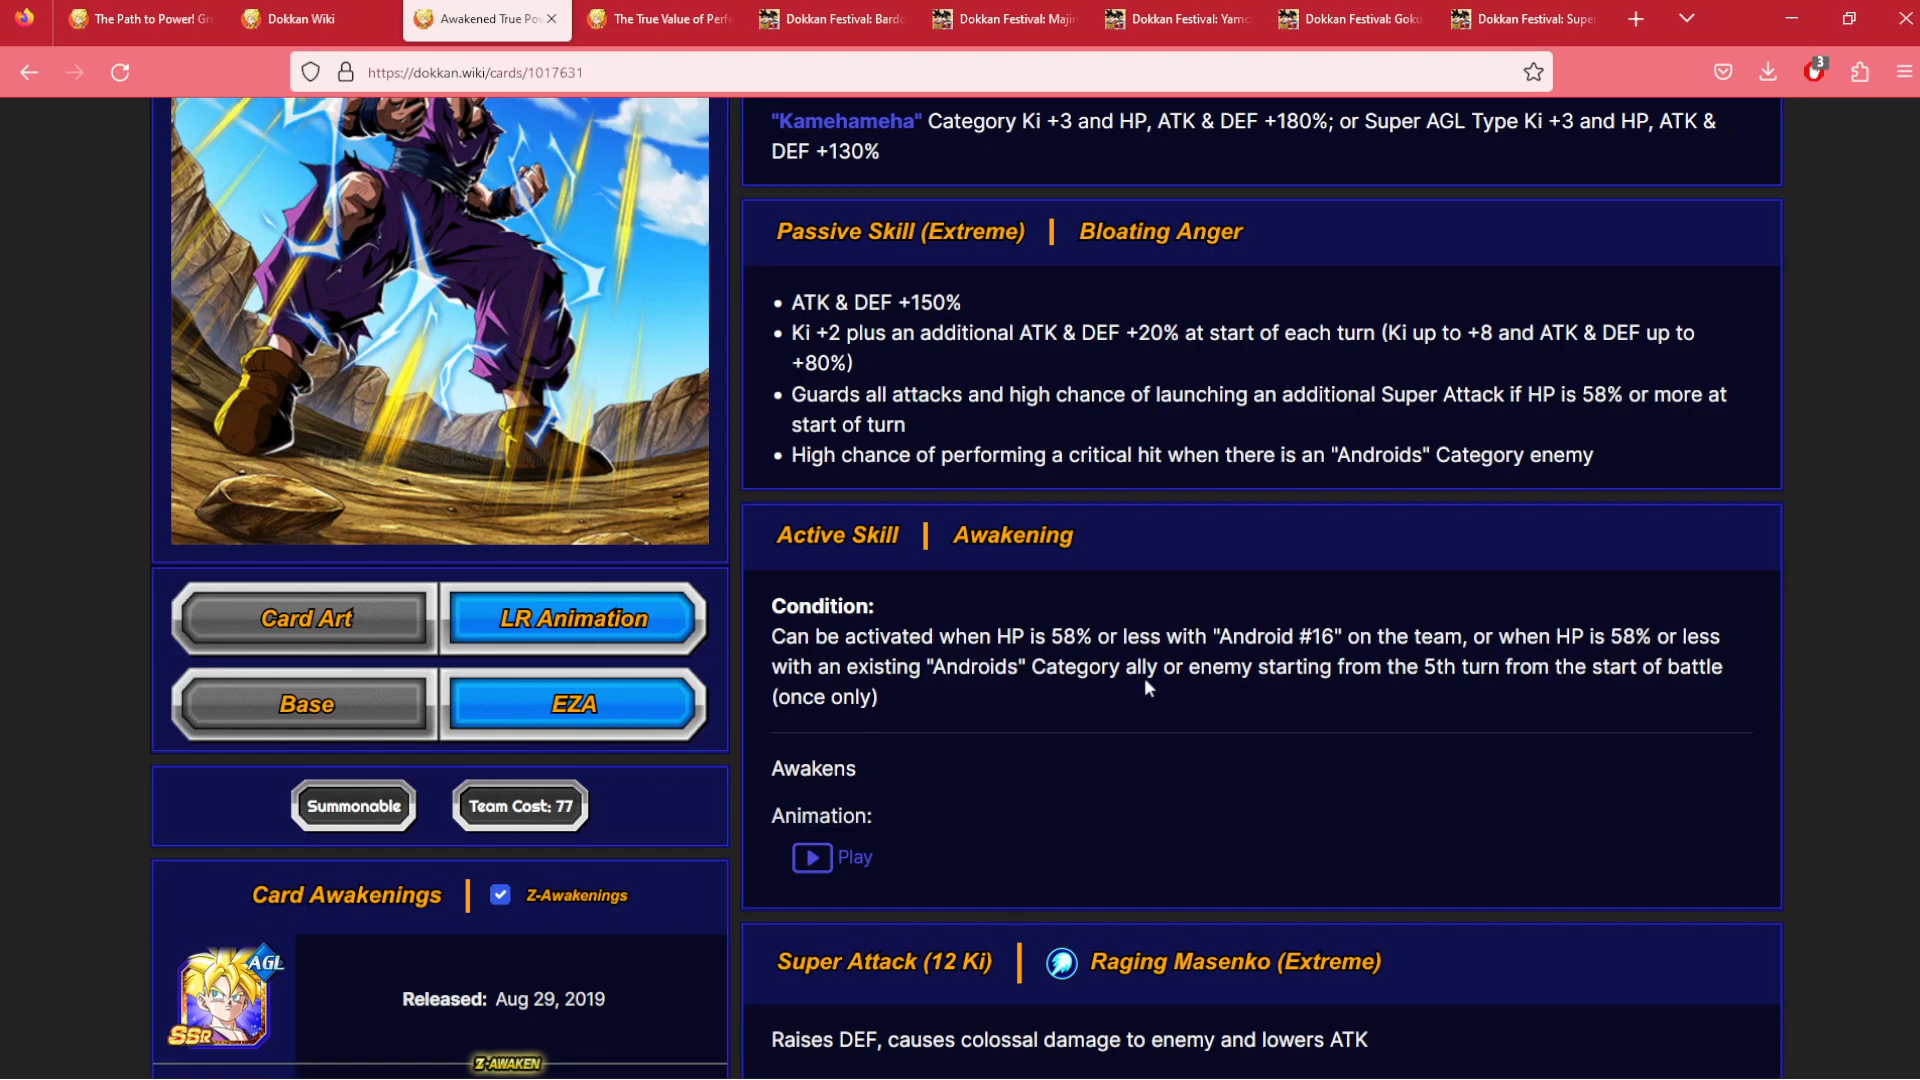 The Path to Power! Gre
Dokkan Wiki
Awakened True Po
The True Value of Perfe
Dokkan Festival: Bardo
Dokkan Festival: Majin
Dokkan Festival: Yamc
Dokkan Festival: Goku
Dokkan Festival: Supe
https://dokkan.wiki/cards/1017631
3
"Kamehameha" Category Ki +3 and HP, ATK & DEF +180%; or Super AGL Type Ki +3 and HP, ATK &
DEF +130%
Passive Skill (Extreme) | Bloating Anger
• ATK & DEF +150%
• Ki +2 plus an additional ATK & DEF +20% at start of each turn (Ki up to +8 and ATK & DEF up to
+80%)
• Guards all attacks and high chance of launching an additional Super Attack if HP is 58% or more at
start of turn
• High chance of performing a critical hit when there is an "Androids" Category enemy
Active Skill | Awakening
Condition:
Can be activated when HP is 58% or less with "Android #16" on the team, or when HP is 58% or less
with an existing "Androids" Category ally or enemy starting from the 5th turn from the start of battle
(once only)
Awakens
Animation:
Play
Super Attack (12 Ki) | Raging Masenko (Extreme)
Raises DEF, causes colossal damage to enemy and lowers ATK
Card Art
LR Animation
Base
EZA
Summonable
Team Cost: 77
Card Awakenings | Z-Awakenings
AGL
SSR
Released: Aug 29, 2019
Z-AWAKEN